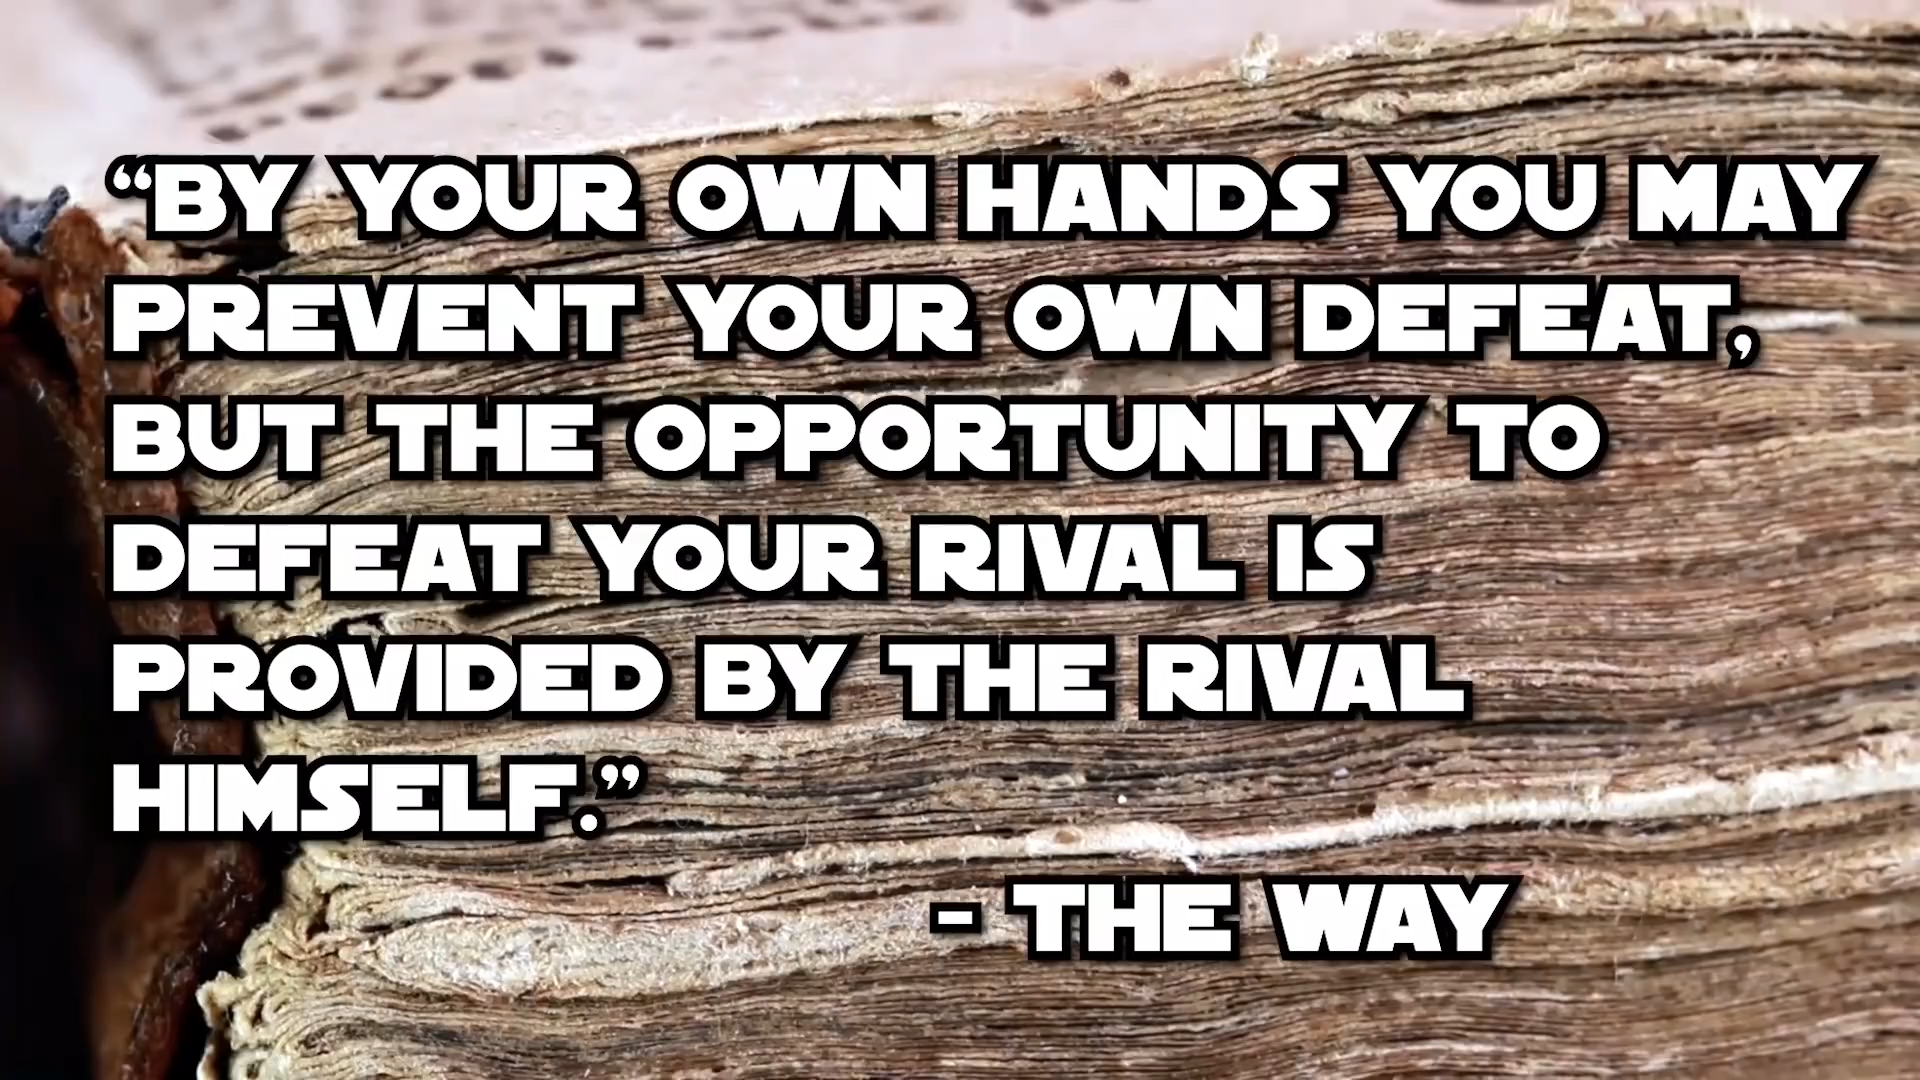 “BY YOUR OWN HANDS YOU MAY
PREVENT YOUR OWN DEFEAT,
BUT THE OPPORTUNITY TO
DEFEAT YOUR RIVAL IS
PROVIDED BY THE RIVAL
HIMSELF.”
- THE WAY